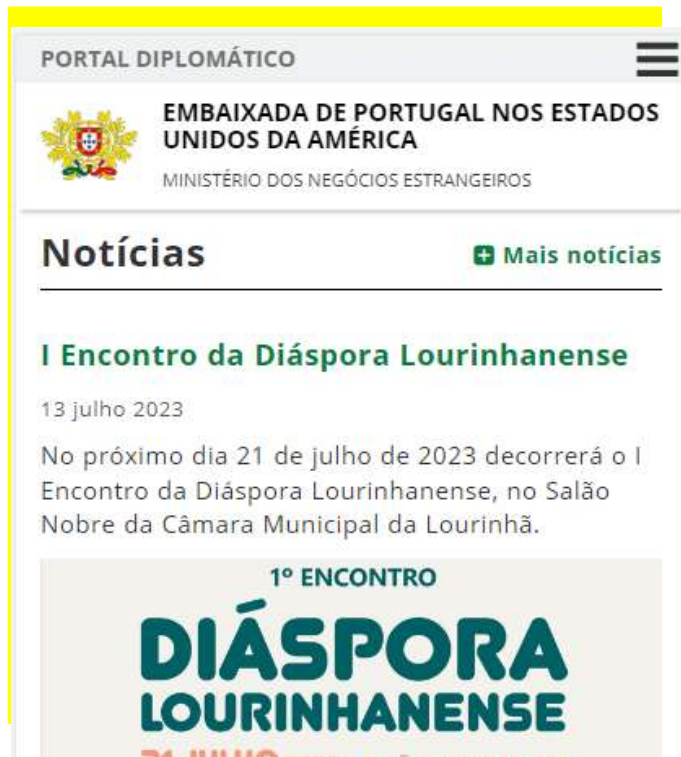 PORTAL DIPLOMÁTICO
EMBAIXADA DE PORTUGAL NOS ESTADOS
UNIDOS DA AMÉRICA
MINISTÉRIO DOS NEGÓCIOS ESTRANGEIROS
Notícias
Mais notícias
I Encontro da Diáspora Lourinhanense
13 julho 2023
No próximo dia 21 de julho de 2023 decorrerá o I
Encontro da Diáspora Lourinhanense, no Salão
Nobre da Câmara Municipal da Lourinhã.
1º ENCONTRO
DIÁSPORA
LOURINHANENSE
21 JULHO